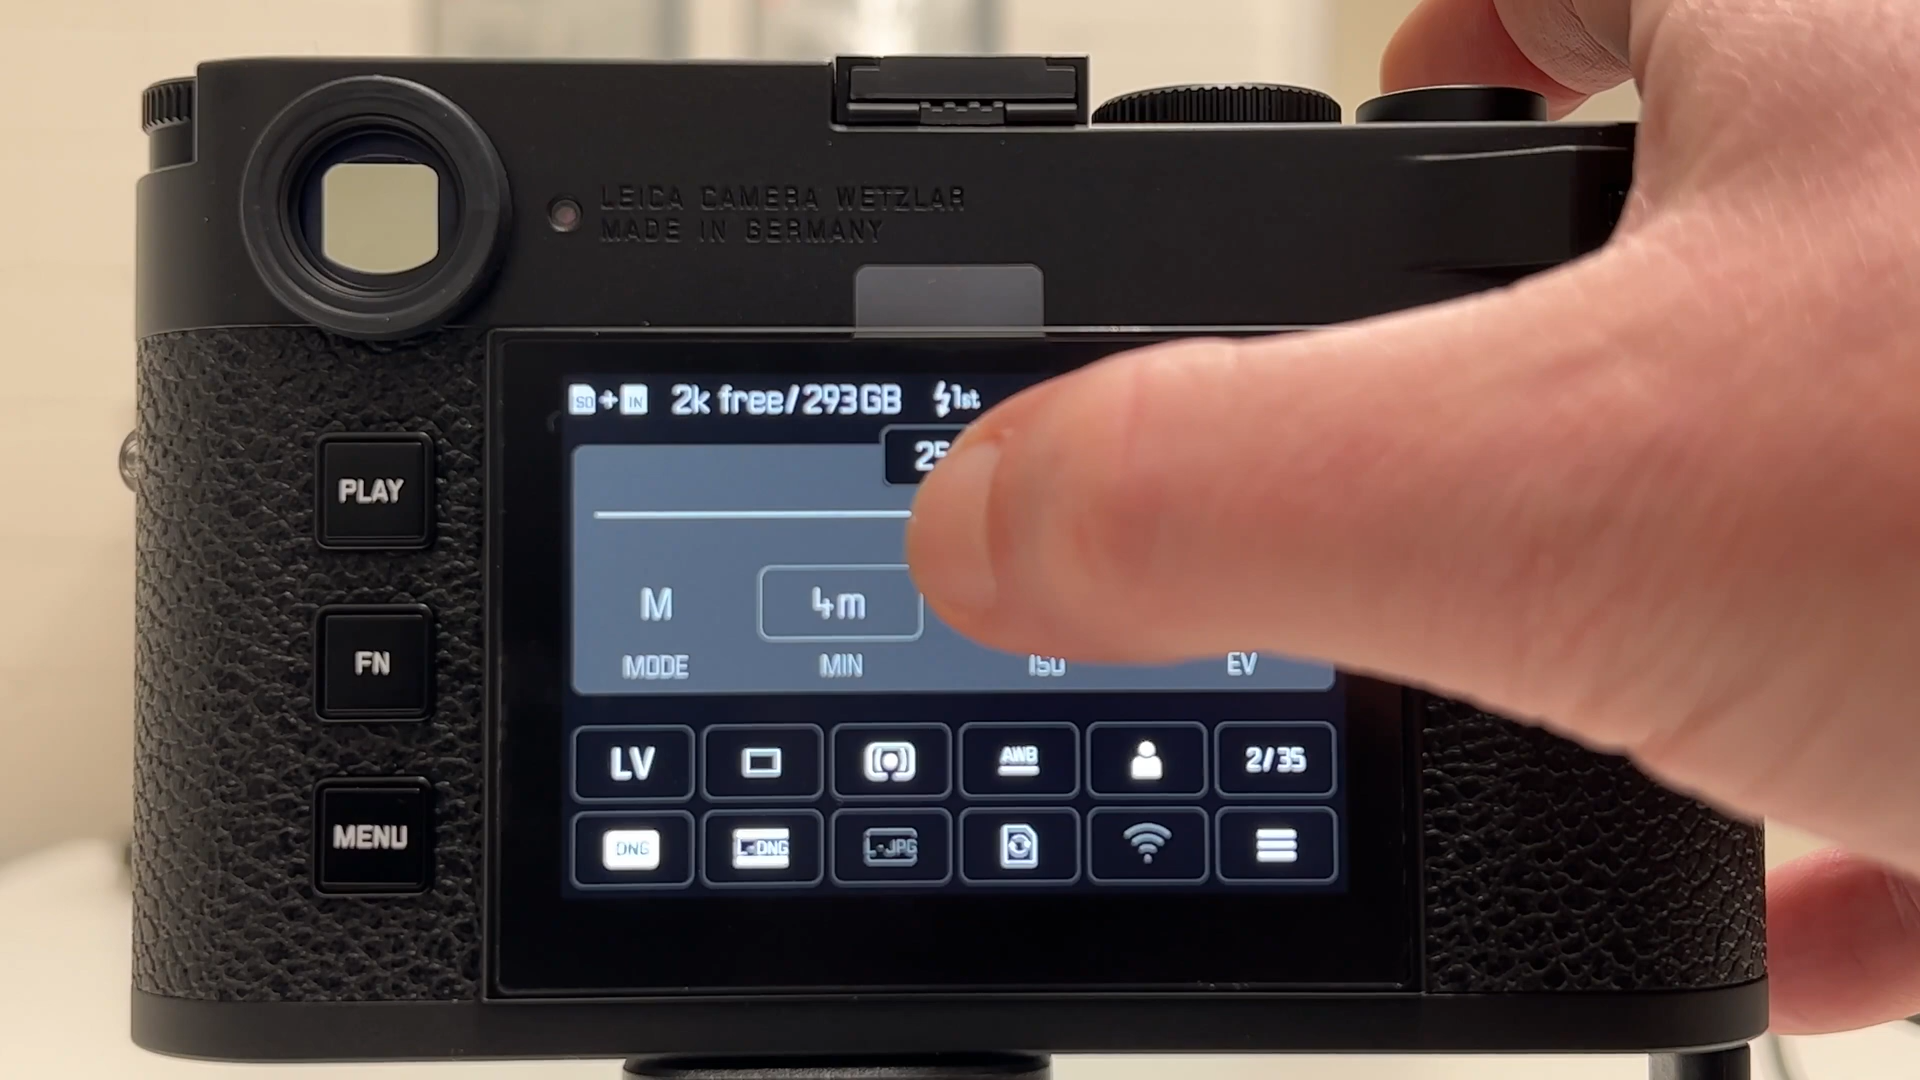 LEICA CAMERA WETZLAR
MADE IN GERMANY
SD + IN 2k free/293GB 1st
PLAY
M 4m
MODE MIN ISO EV
FN
LV AWB 2/35
MENU
DNG L-DNG L-JPG